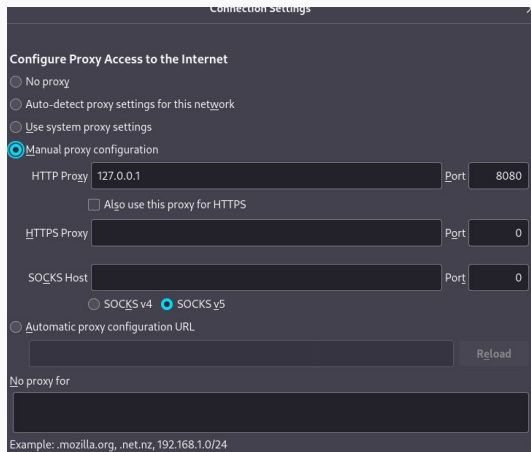 Connection Settings
Configure Proxy Access to the Internet
No proxy
Auto-detect proxy settings for this network
Use system proxy settings
Manual proxy configuration
HTTP Proxy 127.0.0.1 Port 8080
Also use this proxy for HTTPS
HTTPS Proxy Port 0
SOCKS Host Port 0
SOCKS v4 SOCKS v5
Automatic proxy configuration URL
Reload
No proxy for
Example: .mozilla.org, .net.nz, 192.168.1.0/24